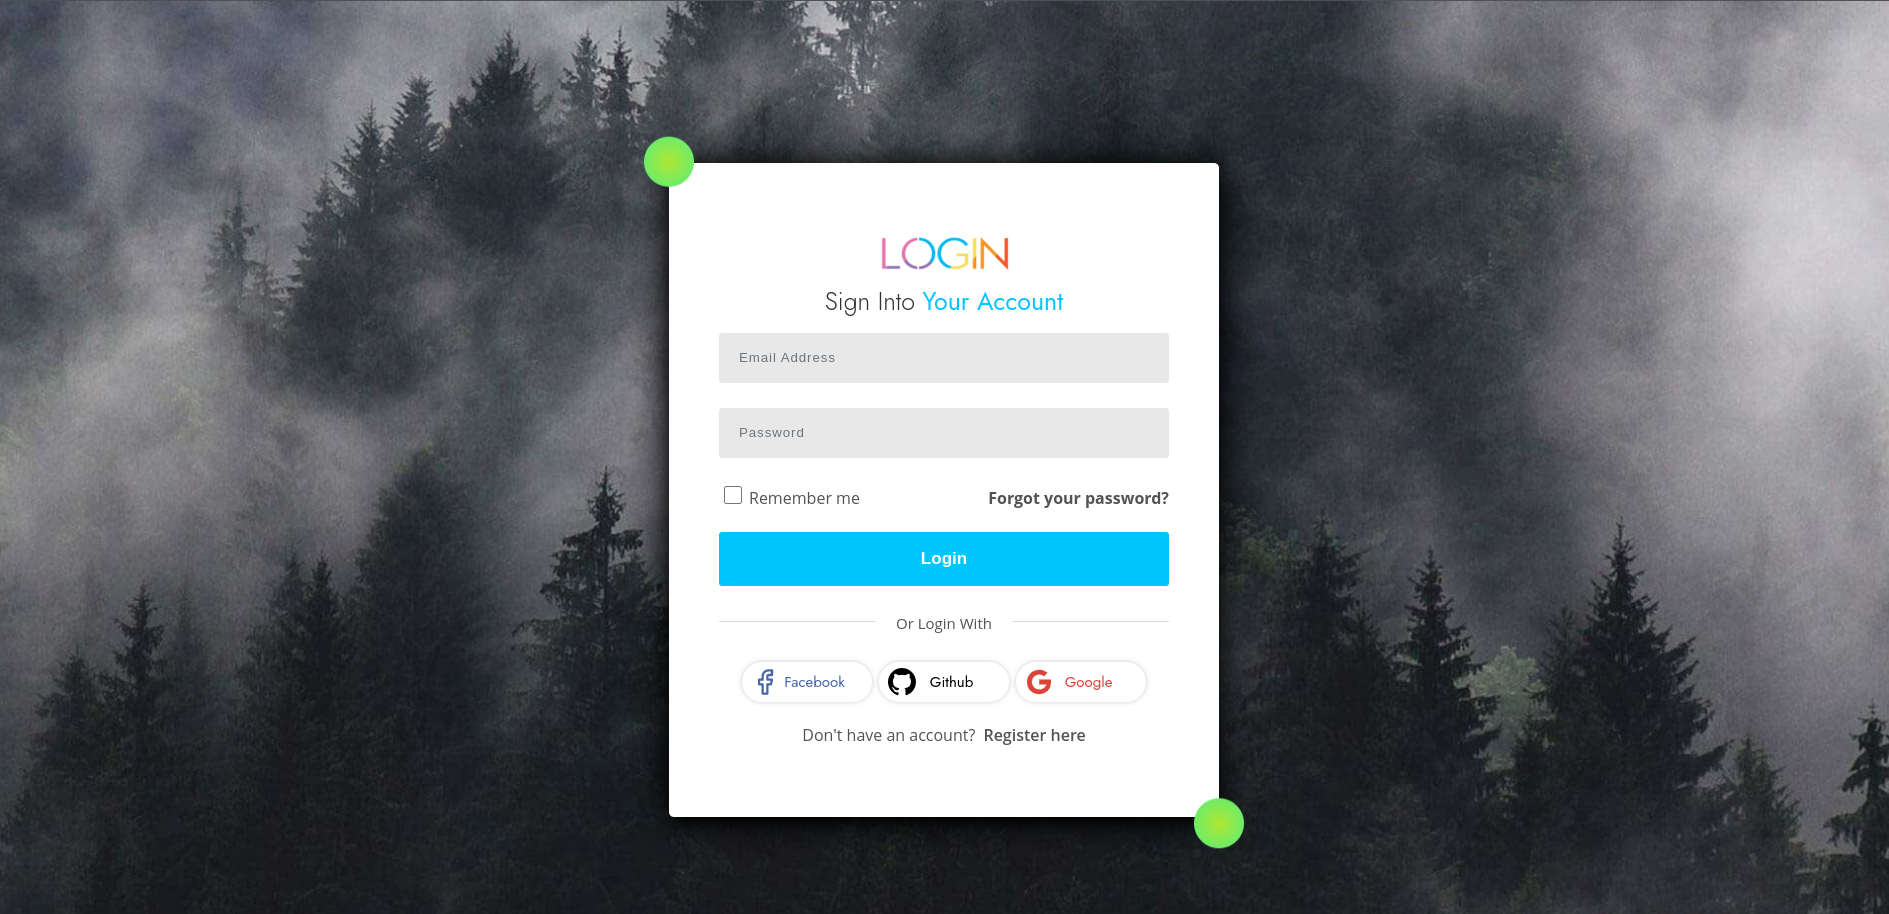 LOGIN
Sign Into Your Account
Email Address
Password
Remember me Forgot your password?
Login
Or Login With
Facebook Github Google
Don't have an account? Register here